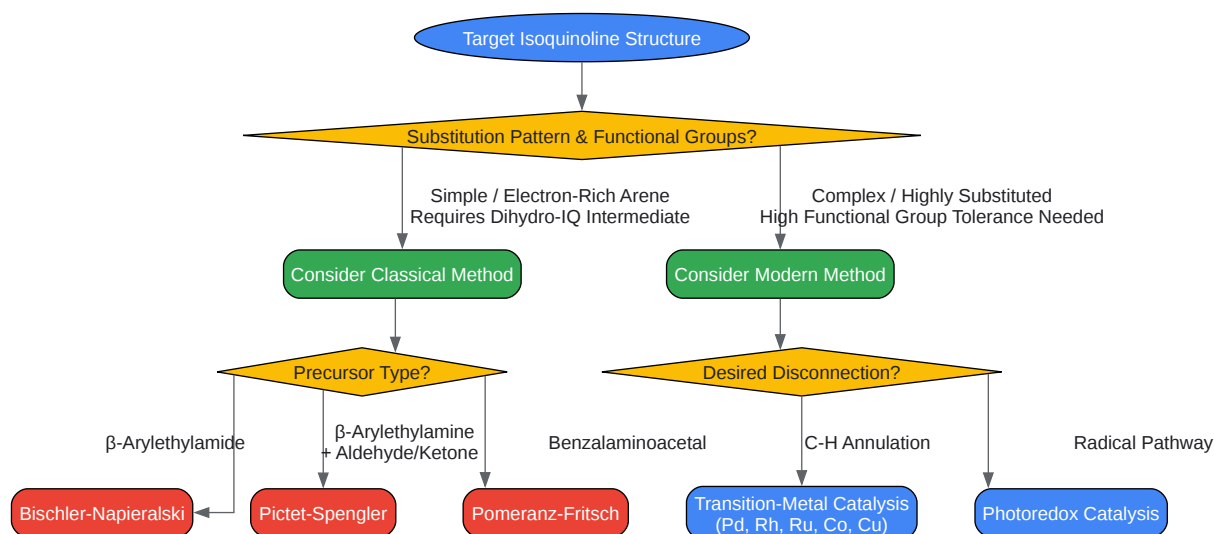 Target Isoquinoline Structure
Substitution Pattern & Functional Groups?
Simple / Electron-Rich Arene
Requires Dihydro-IQ Intermediate
Complex / Highly Substituted
High Functional Group Tolerance Needed
Consider Classical Method
Consider Modern Method
Precursor Type?
Desired Disconnection?
β-Arylethylamide
β-Arylethylamine
+ Aldehyde/Ketone
Benzalaminoacetal
C-H Annulation
Radical Pathway
Bischler-Napieralski
Pictet-Spengler
Pomeranz-Fritsch
Transition-Metal Catalysis
(Pd, Rh, Ru, Co, Cu)
Photoredox Catalysis